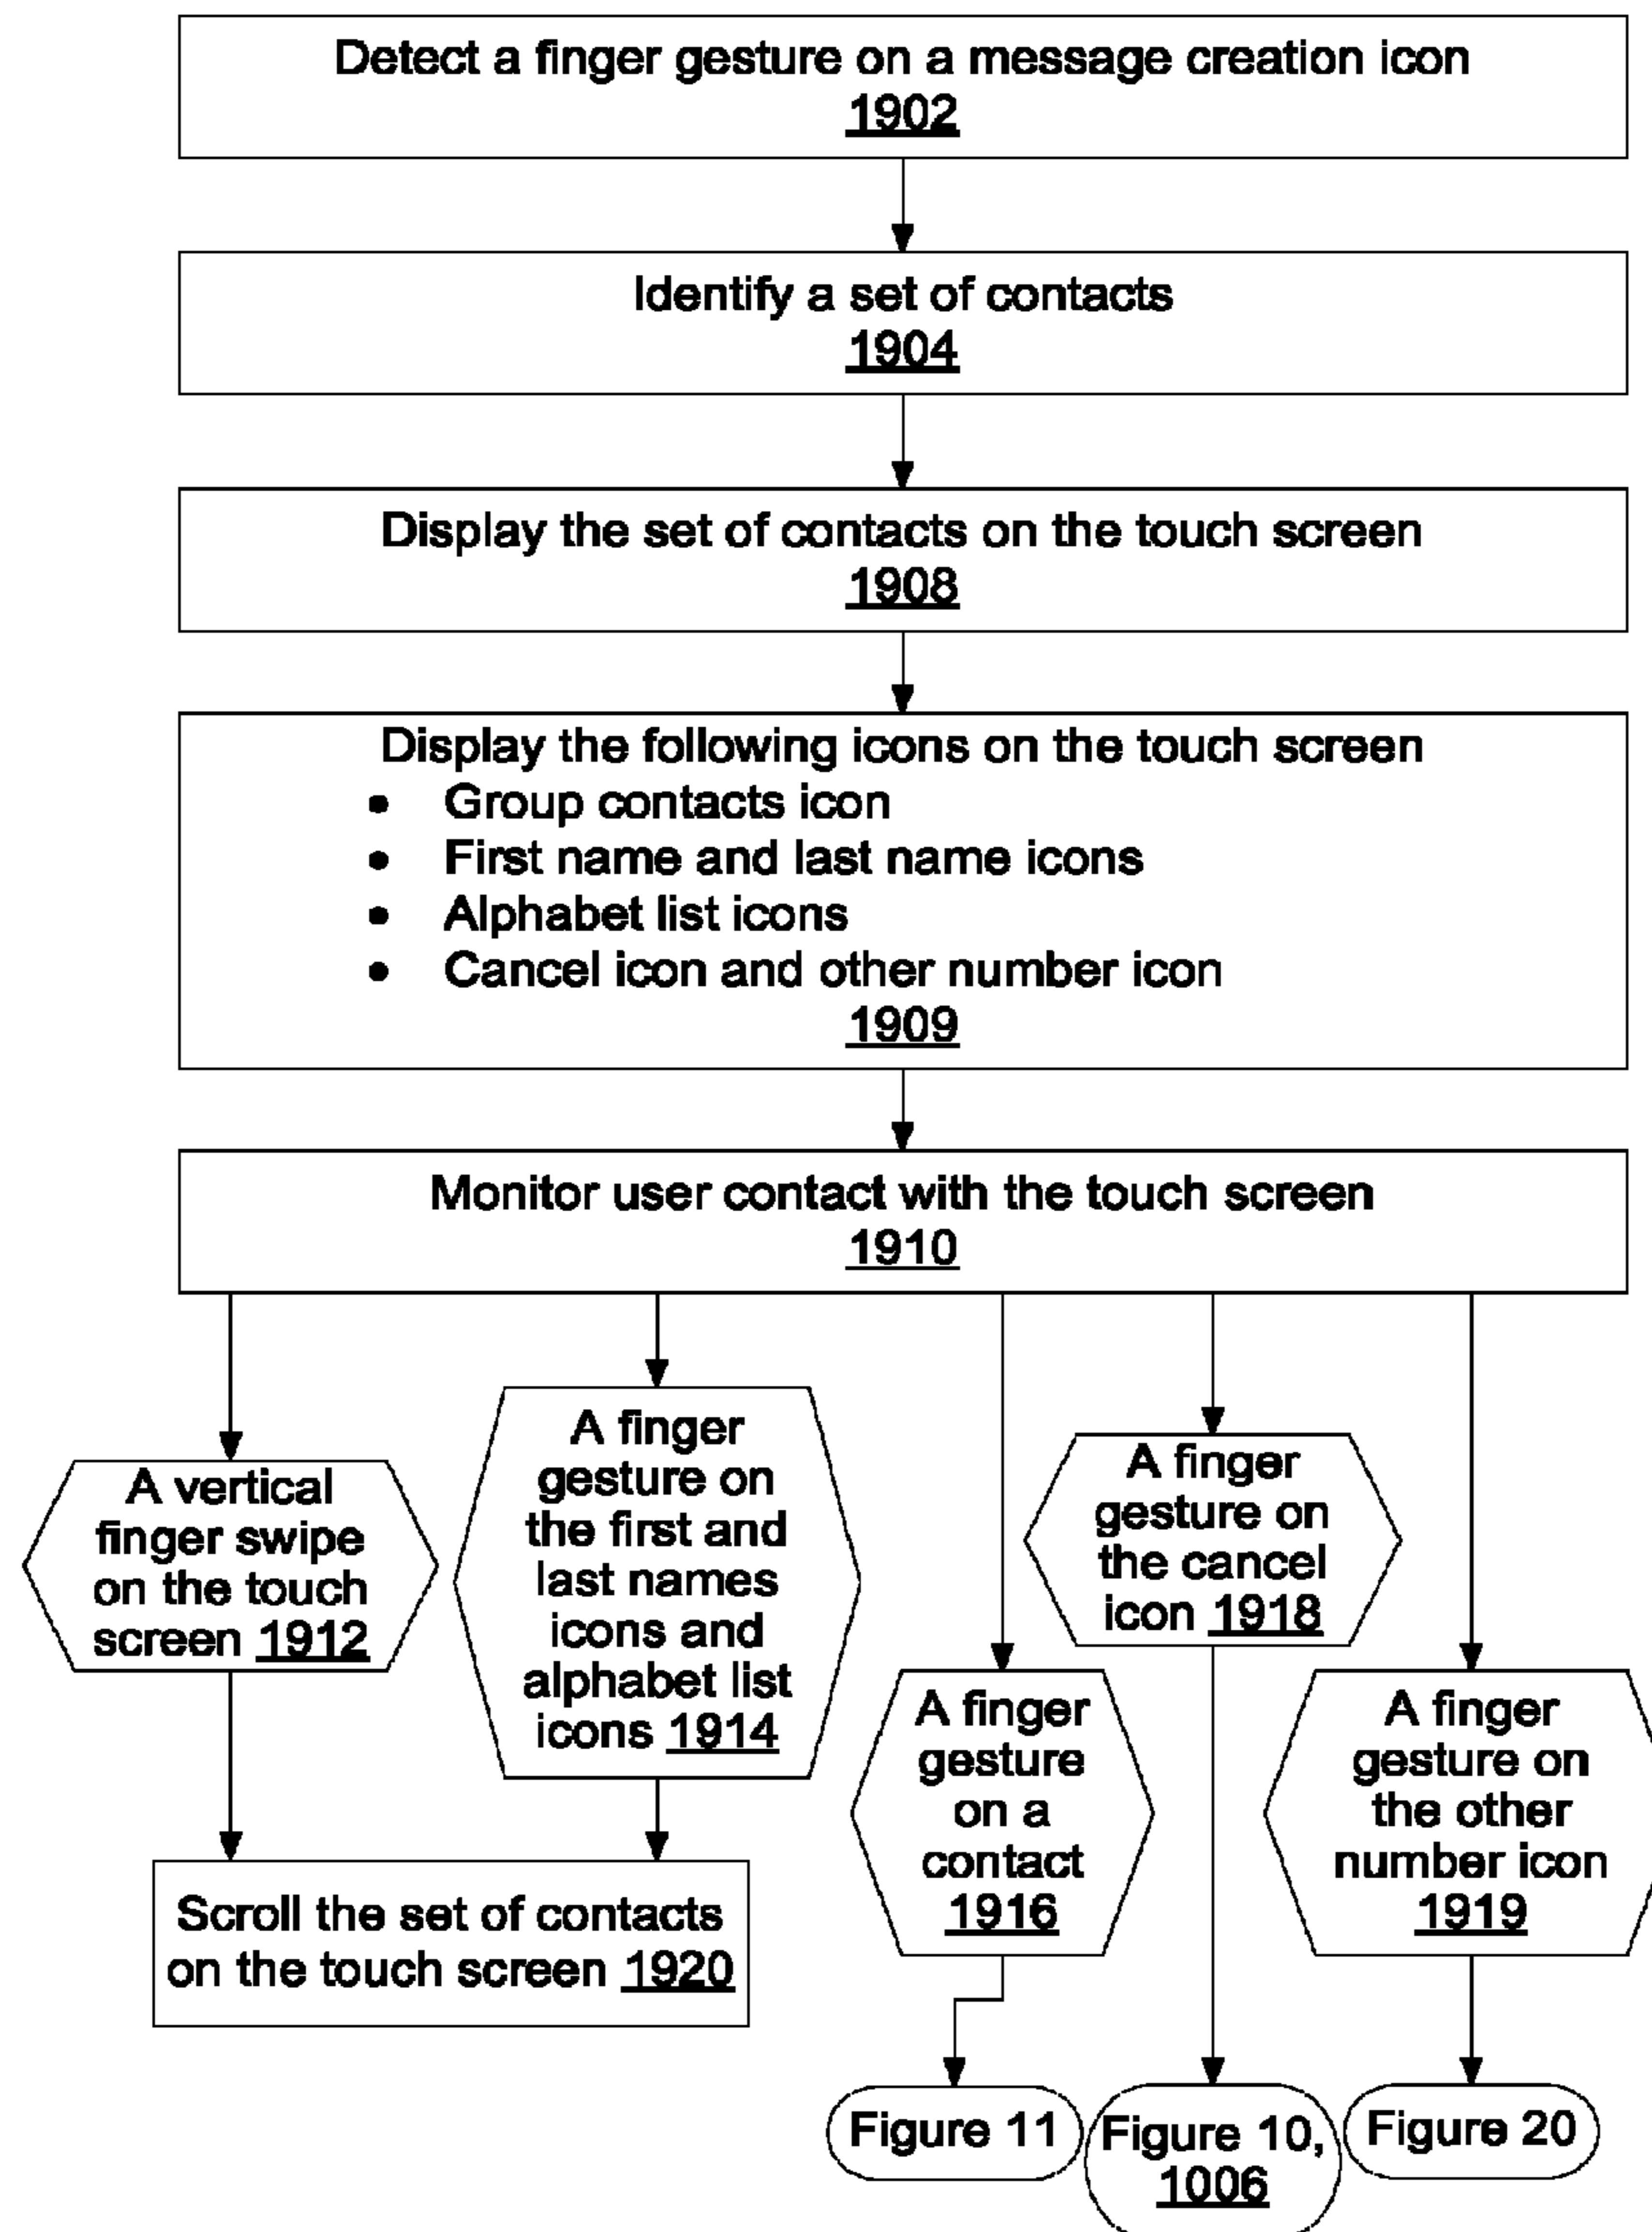 Detect a finger gesture on a message creation icon
1902
Identify a set of contacts
1904
Display the set of contacts on the touch screen
1908
Display the following icons on the touch screen
• Group contacts icon
• First name and last name icons
• Alphabet list icons
• Cancel icon and other number icon
1909
Monitor user contact with the touch screen
1910
A vertical
finger swipe
on the touch
screen 1912
A finger
gesture on
the first and
last names
icons and
alphabet list
icons 1914
A finger
gesture
on a
contact
1916
A finger
gesture on
the cancel
icon 1918
A finger
gesture on
the other
number icon
1919
Scroll the set of contacts
on the touch screen 1920
Figure 11
Figure 10,
1006
Figure 20